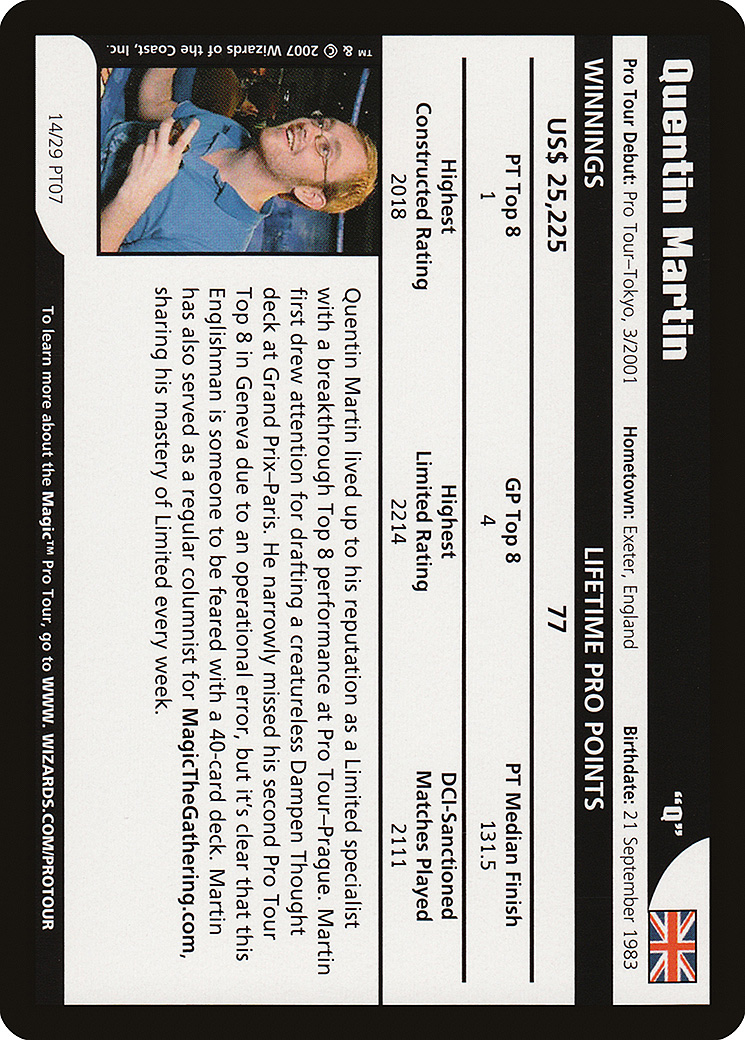 Quentin Martin "Q"
Pro Tour Debut: Pro Tour–Tokyo, 3/2001 Hometown: Exeter, England Birthdate: 21 September 1983
WINNINGS LIFETIME PRO POINTS
US$ 25,225 77
PT Top 8 GP Top 8 PT Median Finish
1 4 131.5
Highest Highest DCI-Sanctioned
Constructed Rating Limited Rating Matches Played
2018 2214 2111
™ & © 2007 Wizards of the Coast, Inc.
Quentin Martin lived up to his reputation as a Limited specialist
with a breakthrough Top 8 performance at Pro Tour–Prague. Martin
first drew attention for drafting a creatureless Dampen Thought
deck at Grand Prix–Paris. He narrowly missed his second Pro Tour
Top 8 in Geneva due to an operational error, but it's clear that this
Englishman is someone to be feared with a 40-card deck. Martin
has also served as a regular columnist for MagicTheGathering.com,
sharing his mastery of Limited every week.
14/29 PT07
To learn more about the Magic™ Pro Tour, go to WWW. WIZARDS.COM/PROTOUR